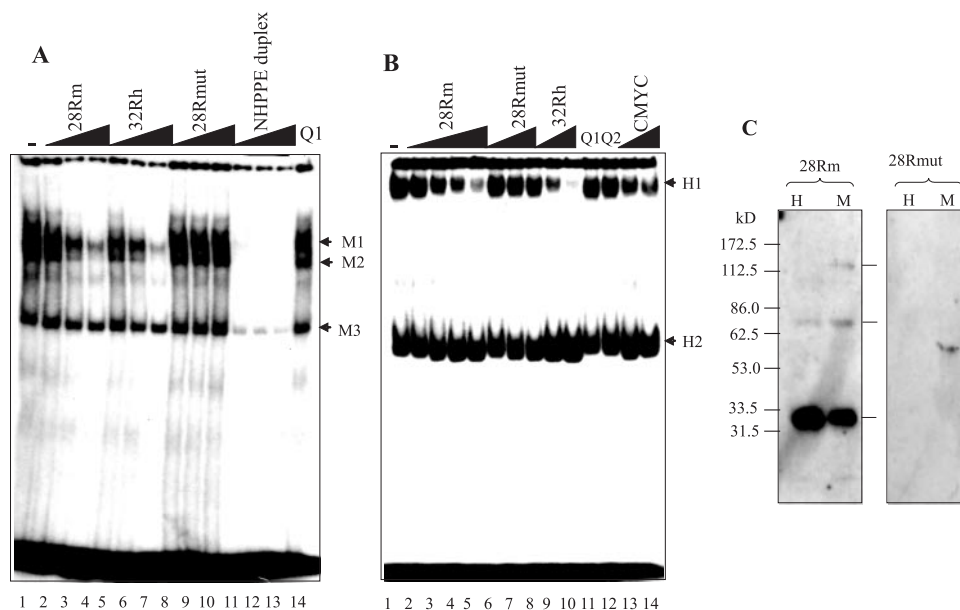 A
-
28Rm
32Rh
28Rmut
NHPPE duplex
Q1
M1
M2
M3
1 2 3 4 5 6 7 8 9 10 11 12 13 14
B
-
28Rm
28Rmut
32Rh
Q1Q2
CMYC
H1
H2
1 2 3 4 5 6 7 8 9 10 11 12 13 14
C
28Rm
28Rmut
H M
H M
kD
172.5
112.5
86.0
62.5
53.0
33.5
31.5